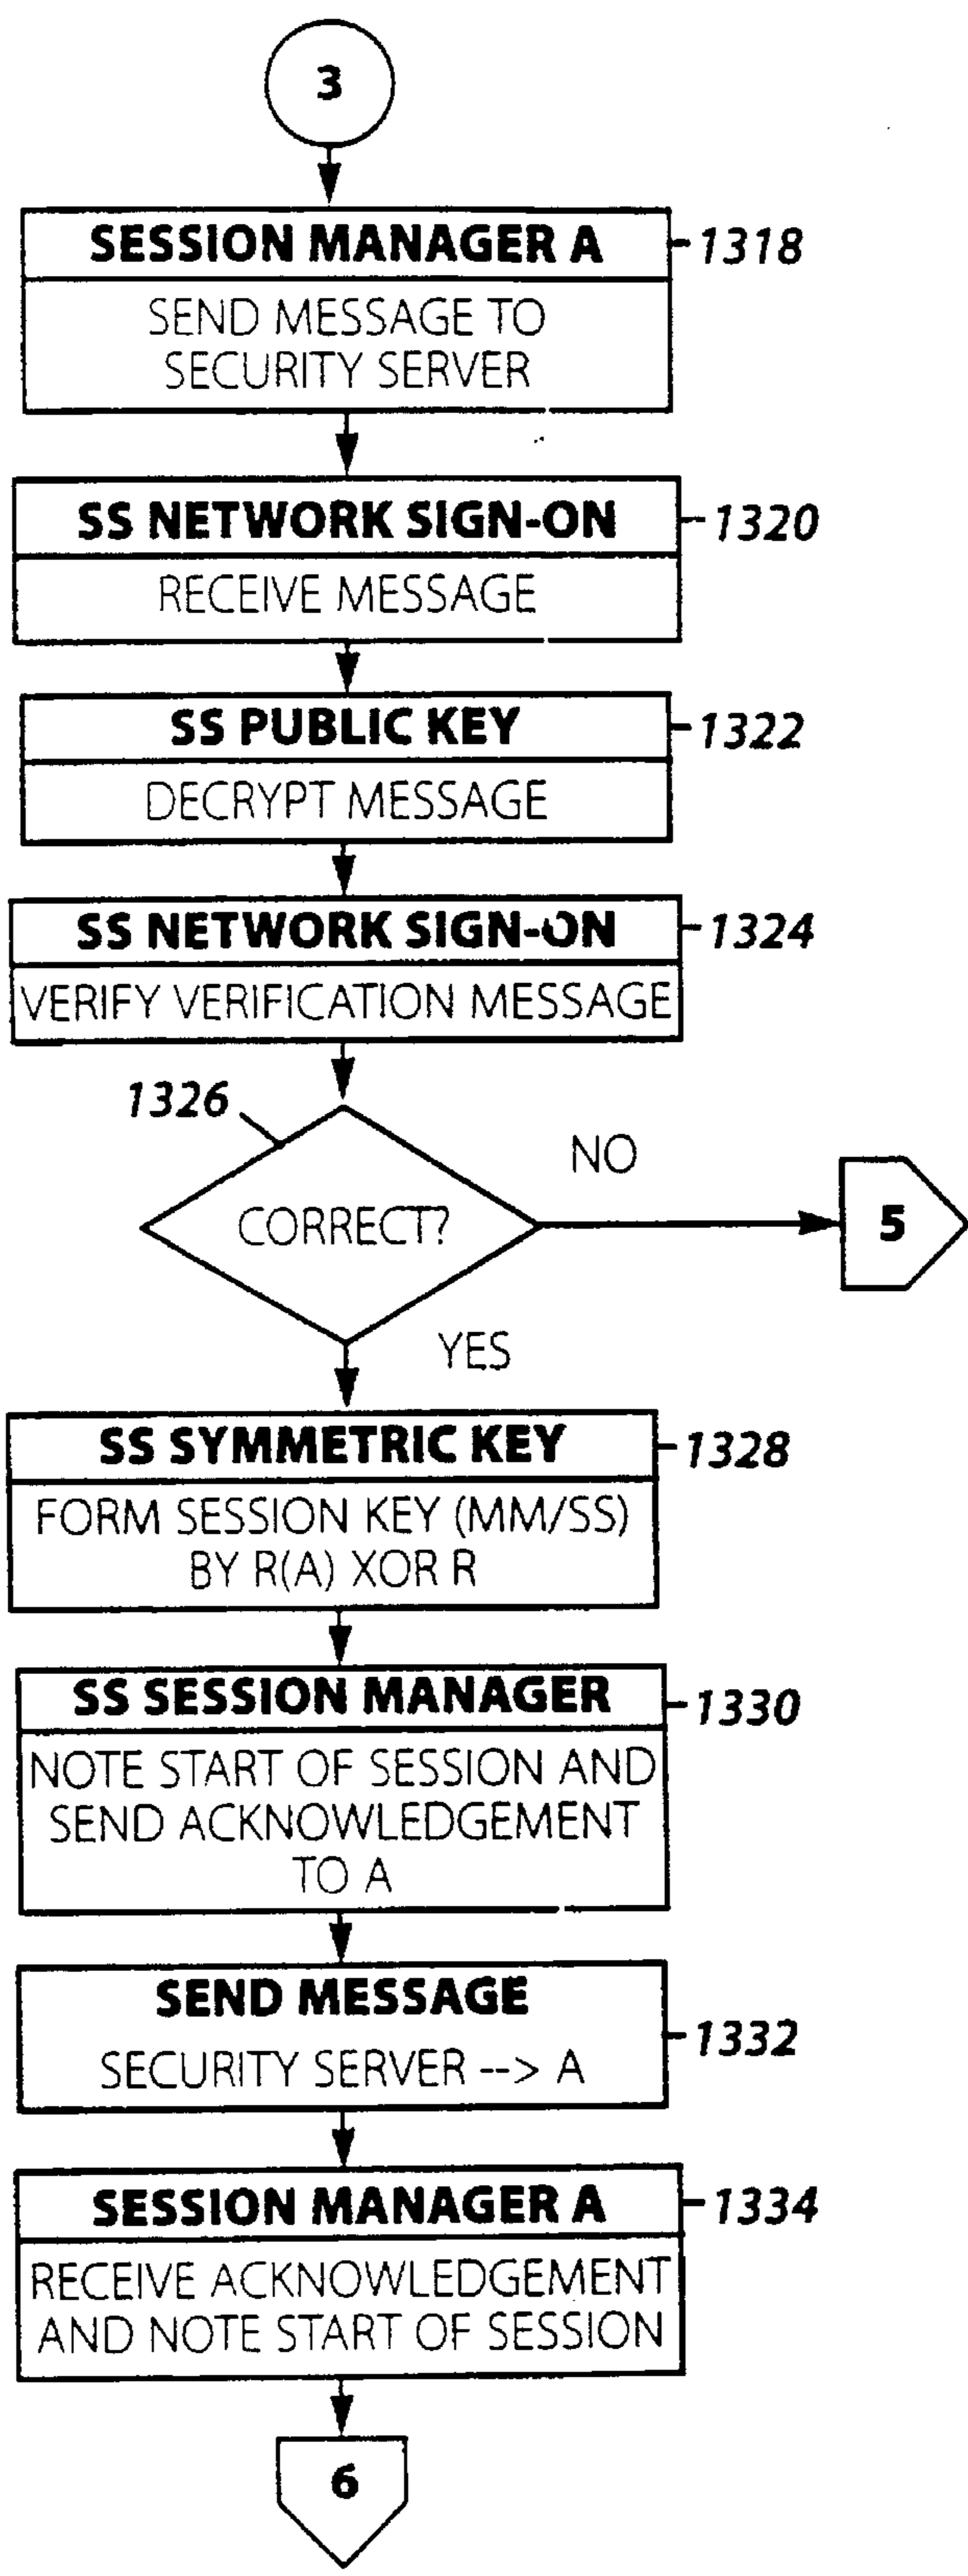 3
SESSION MANAGER A
1318
SEND MESSAGE TO
SECURITY SERVER
SS NETWORK SIGN-ON
1320
RECEIVE MESSAGE
SS PUBLIC KEY
1322
DECRYPT MESSAGE
SS NETWORK SIGN-ON
1324
VERIFY VERIFICATION MESSAGE
1326
NO
CORRECT?
5
YES
SS SYMMETRIC KEY
1328
FORM SESSION KEY (MM/SS)
BY R(A) XOR R
SS SESSION MANAGER
1330
NOTE START OF SESSION AND
SEND ACKNOWLEDGEMENT
TO A
SEND MESSAGE
1332
SECURITY SERVER --> A
SESSION MANAGER A
1334
RECEIVE ACKNOWLEDGEMENT
AND NOTE START OF SESSION
6